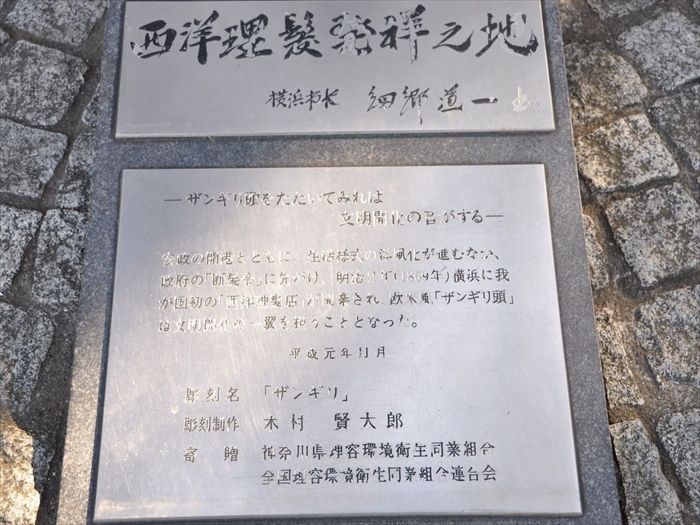 西洋理髪発祥之地
横浜市長 細郷道一
―ザンギリ頭をたたいてみれば
文明開化の音がする―
安政の開港とともに、生活様式の洋風化が進むなか、
政府の「断髪令」に先がけ、明治2年(1869年)横浜に我
が国初の「西洋理髪店」が開業され、欧米風「ザンギリ頭」
は文明開化の一翼を担うこととなった。
平成元年11月
彫刻名 「ザンギリ」
彫刻制作 木村 賢太郎
寄贈 神奈川県理容環境衛生同業組合
全国理容環境衛生同業組合連合会